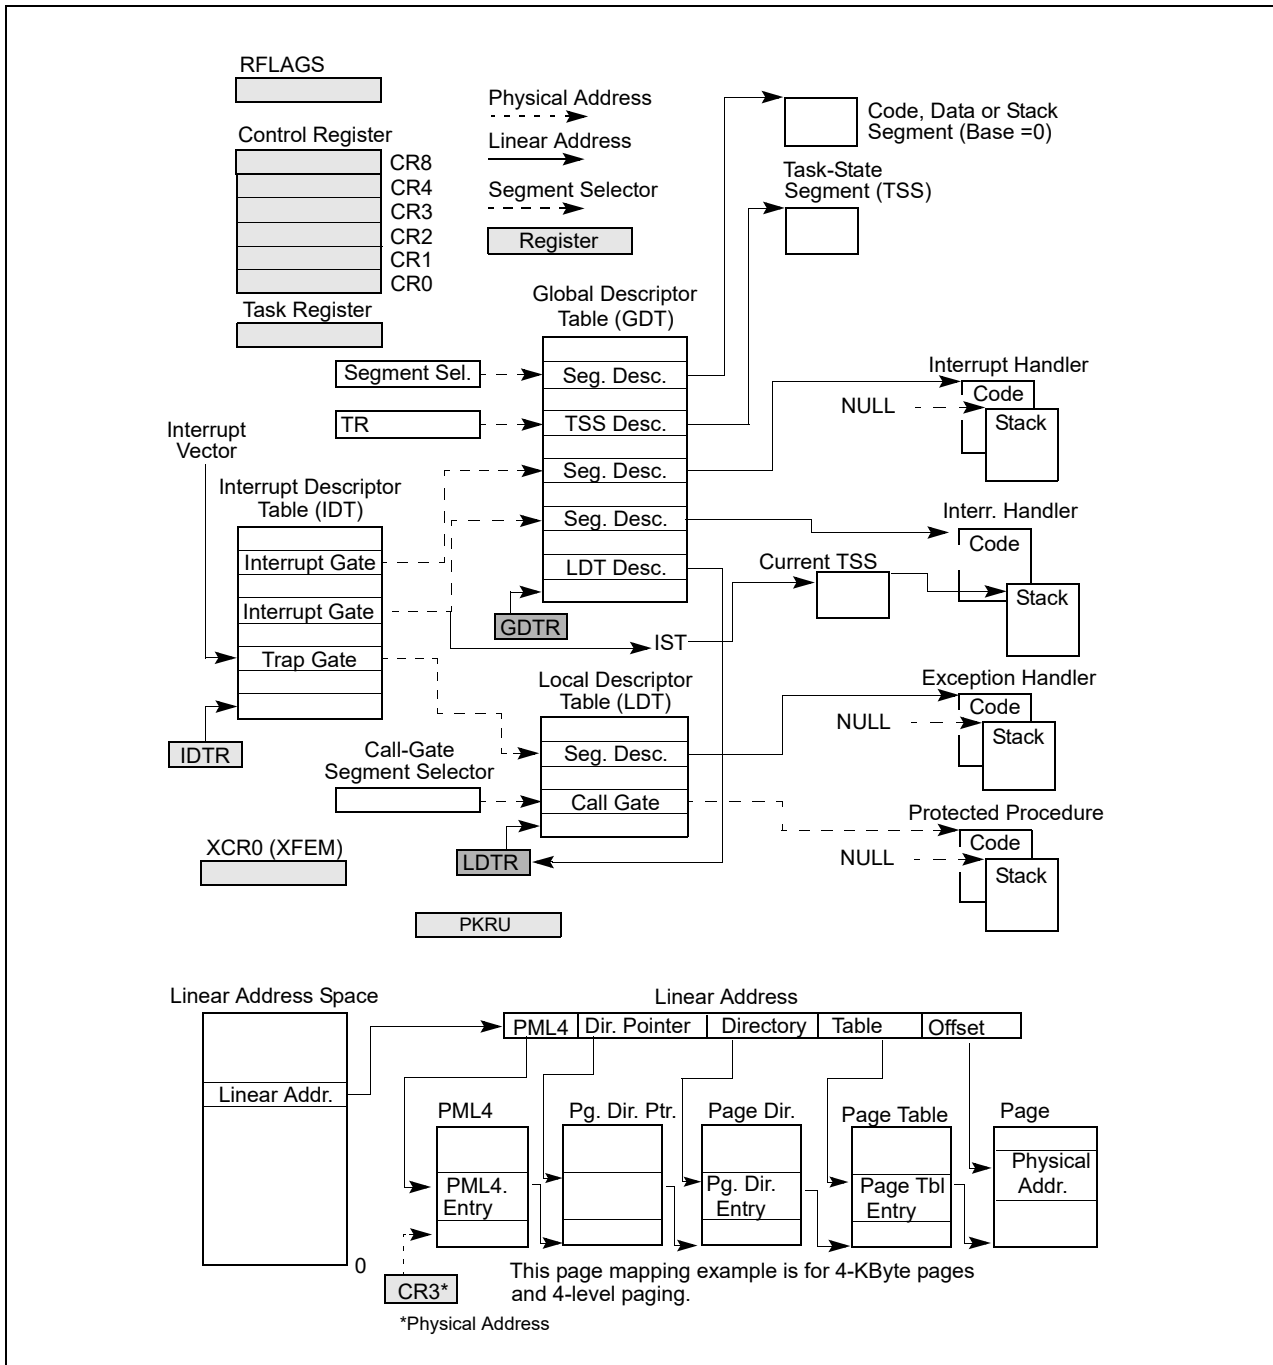 RFLAGS
Control Register
CR8
CR4
CR3
CR2
CR1
CR0
Task Register
Physical Address
Linear Address
Segment Selector
Register
Code, Data or Stack
Segment (Base =0)
Task-State
Segment (TSS)
Global Descriptor
Table (GDT)
Segment Sel.
Seg. Desc.
TR
TSS Desc.
Seg. Desc.
Seg. Desc.
LDT Desc.
GDTR
Interrupt
Vector
Interrupt Descriptor
Table (IDT)
Interrupt Gate
Interrupt Gate
Trap Gate
IDTR
Interrupt Handler
Code
NULL
Stack
Interr. Handler
Code
Current TSS
Stack
IST
Local Descriptor
Table (LDT)
Seg. Desc.
Call Gate
Call-Gate
Segment Selector
LDTR
Exception Handler
Code
NULL
Stack
Protected Procedure
Code
NULL
Stack
XCR0 (XFEM)
PKRU
Linear Address Space
Linear Addr.
0
Linear Address
PML4 Dir. Pointer Directory Table Offset
PML4
PML4.
Entry
Pg. Dir. Ptr.
Page Dir.
Pg. Dir.
Entry
Page Table
Page Tbl
Entry
Page
Physical
Addr.
CR3*
*Physical Address
This page mapping example is for 4-KByte pages
and 4-level paging.